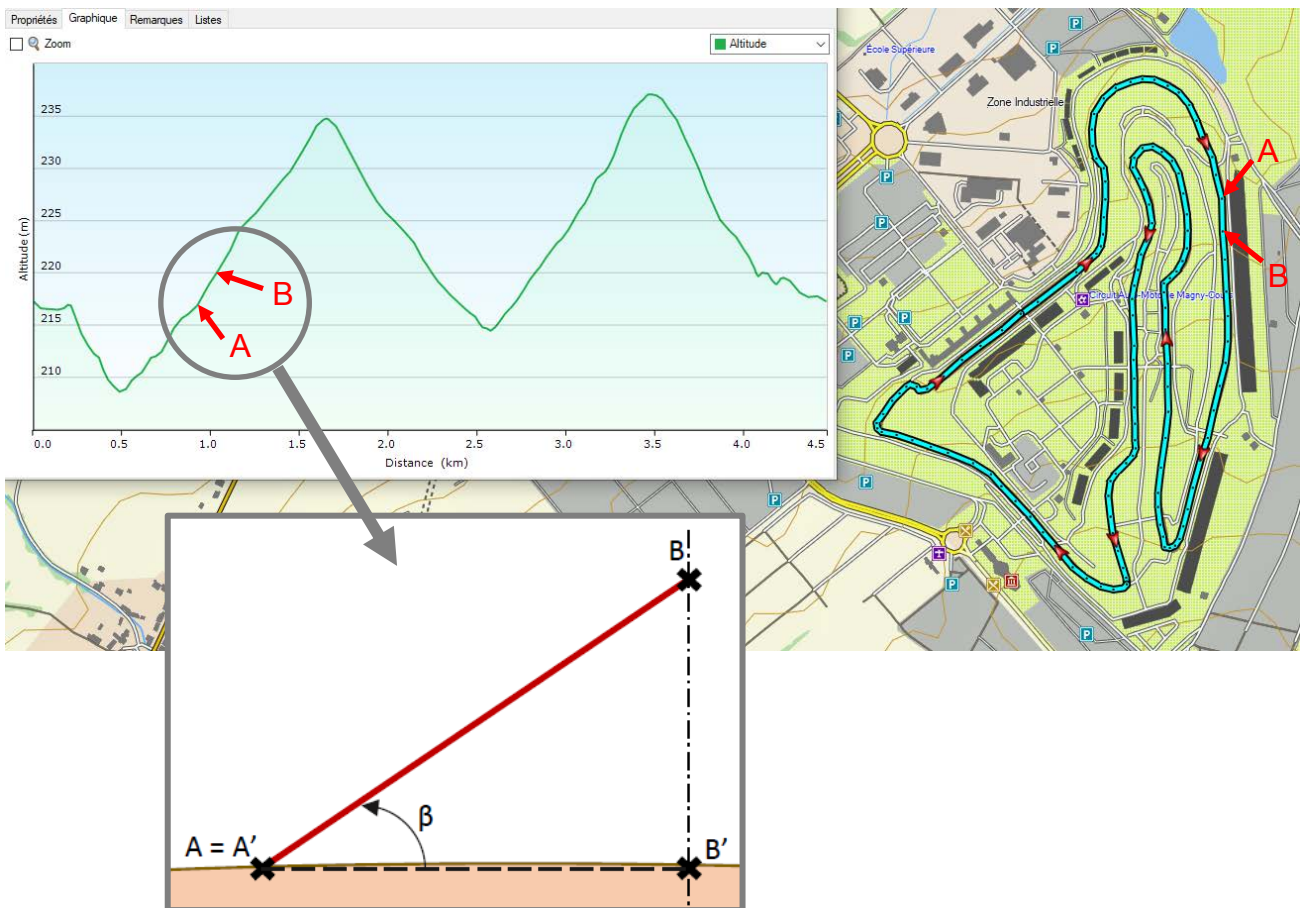 Propriétés Graphique Remarques Listes
Zoom
Altitude
Altitude (m)
235
230
225
220
215
210
B
A
0.0 0.5 1.0 1.5 2.0 2.5 3.0 3.5 4.0 4.5
Distance (km)
École Supérieure
P
P
Zone Industrielle
P
P
P
P
P
P
A
B
P
P
P
P
B
β
A = A'
B'